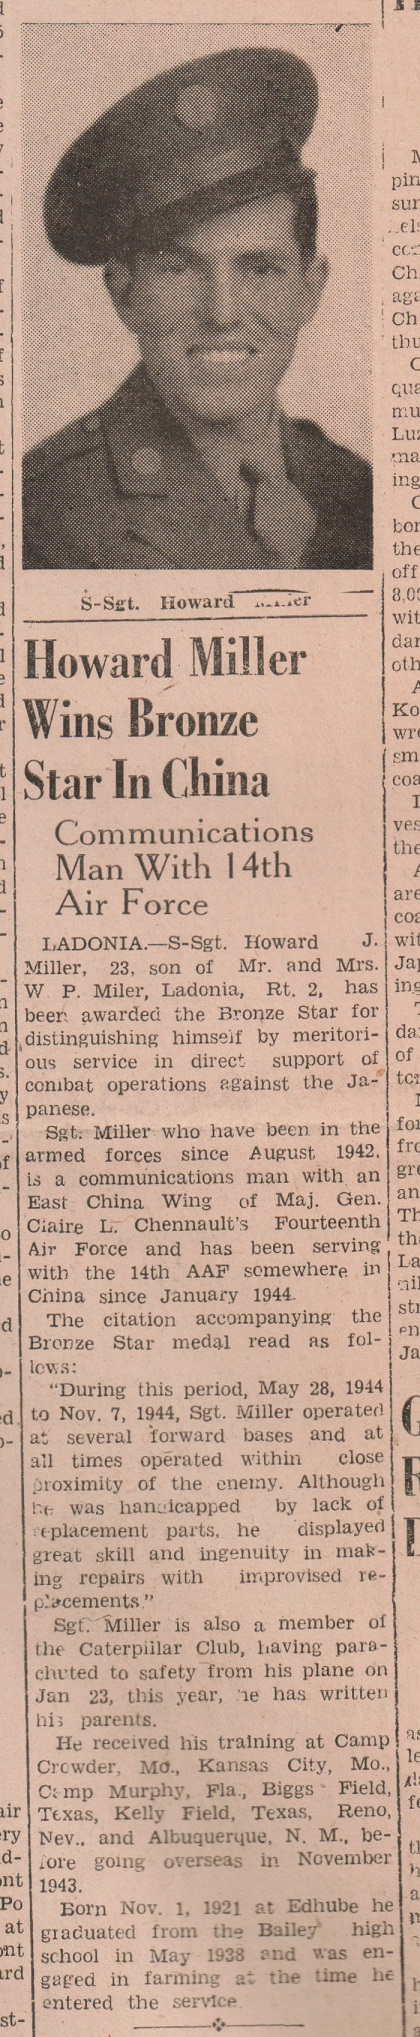 S-Sgt. Howard Miller
Howard Miller
Wins Bronze
Star In China
Communications
Man With 14th
Air Force
LADONIA.—S-Sgt. Howard J.
Miller, 23, son of Mr. and Mrs.
W P. Miler, Ladonia, Rt. 2, has
been awarded the Bronze Star for
distinguishing himself by meritori-
ous service in direct support of
combat operations against the Ja-
panese.
Sgt. Miller who have been in the
armed forces since August 1942,
is a communications man with an
East China Wing of Maj. Gen.
Claire L. Chennault's Fourteenth
Air Force and has been serving
with the 14th AAF somewhere in
China since January 1944.
The citation accompanying the
Bronze Star medal read as fol-
lows:
"During this period, May 28, 1944
to Nov. 7, 1944, Sgt. Miller operated
at several forward bases and at
all times operated within close
proximity of the enemy. Although
he was handicapped by lack of
replacement parts, he displayed
great skill and ingenuity in mak-
ing repairs with improvised re-
placements."
Sgt. Miller is also a member of
the Caterpillar Club, having para-
chuted to safety from his plane on
Jan 23, this year, he has written
his parents.
He received his training at Camp
Crowder, Mo., Kansas City, Mo.,
Camp Murphy, Fla., Biggs Field,
Texas, Kelly Field, Texas, Reno,
Nev., and Albuquerque, N. M., be-
fore going overseas in November
1943.
Born Nov. 1, 1921 at Edhube he
graduated from the Bailey high
school in May 1938 and was en-
gaged in farming at the time he
entered the service.